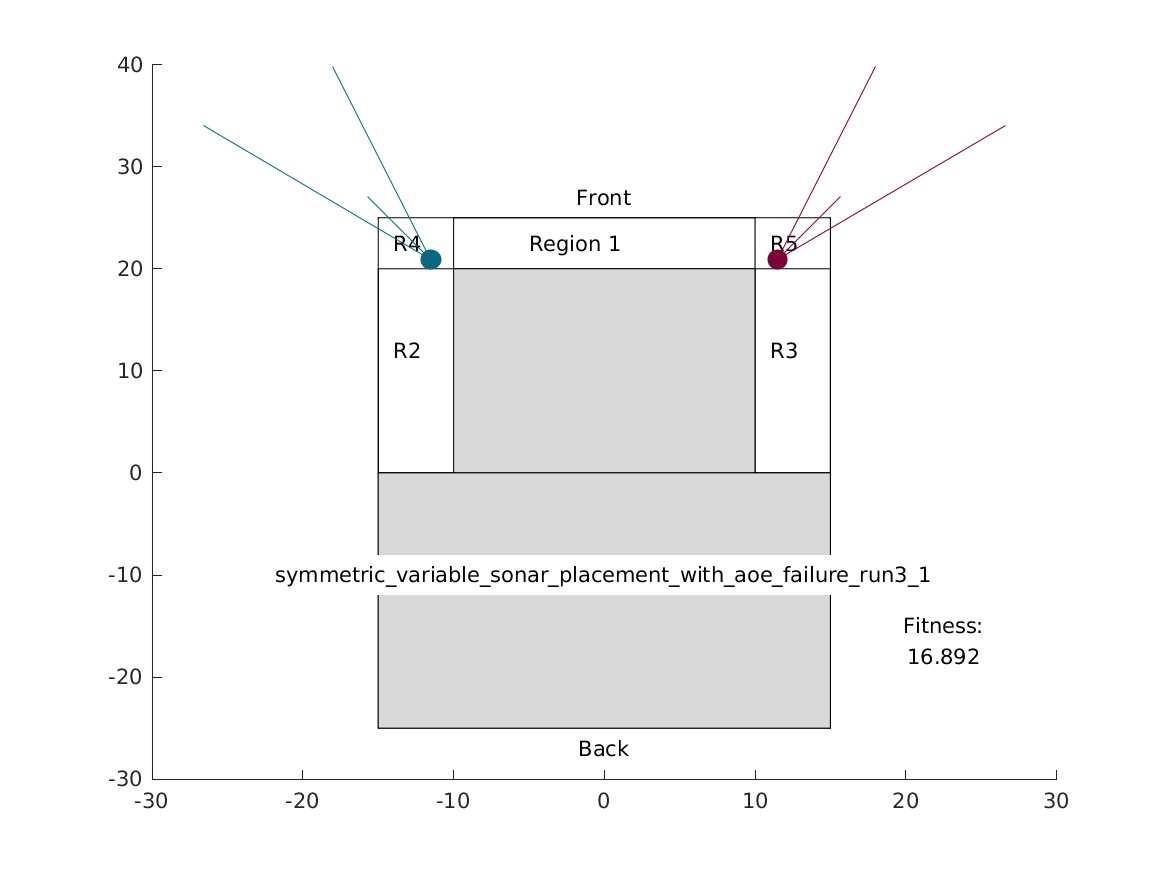 40
30
20
10
0
-10
-20
-30
Front
R4
Region 1
R5
R2
R3
symmetric_variable_sonar_placement_with_aoe_failure_run3_1
Fitness:
16.892
Back
-30
-20
-10
0
10
20
30